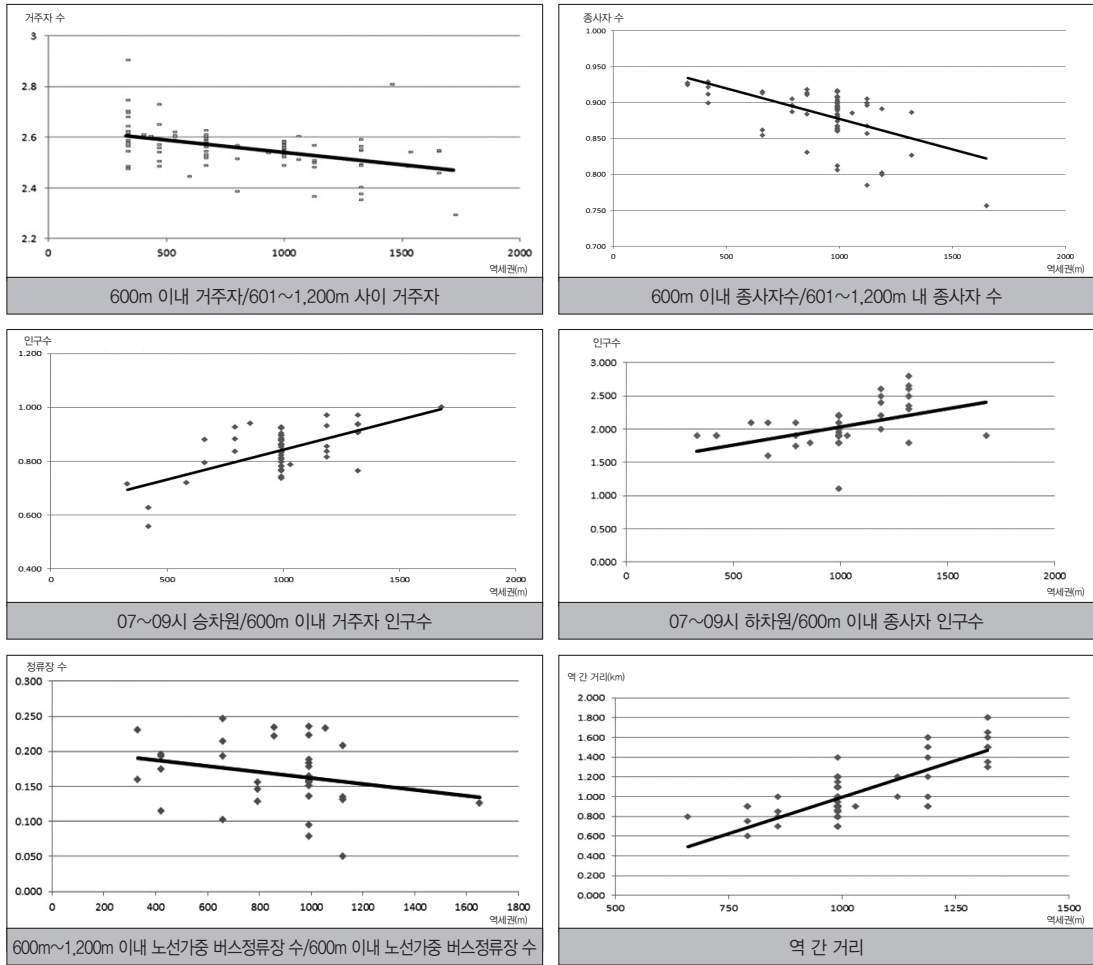 거주자 수
3
2.8
2.6
2.4
2.2
0 500 1000 1500 2000
역세권(m)
600m 이내 거주자/601~1,200m 사이 거주자
종사자 수
1.000
0.950
0.900
0.850
0.800
0.750
0.700
0 500 1000 1500 2000
역세권(m)
600m 이내 종사자수/601~1,200m 내 종사자 수
인구수
1.200
1.000
0.800
0.600
0.400
0 500 1000 1500 2000
역세권(m)
07~09시 승차원/600m 이내 거주자 인구수
인구수
3.000
2.500
2.000
1.500
1.000
0.500
0.000
0 500 1000 1500 2000
역세권(m)
07~09시 하차원/600m 이내 종사자 인구수
정류장 수
0.300
0.250
0.200
0.150
0.100
0.050
0.000
0 200 400 600 800 1000 1200 1400 1600 1800
역세권(m)
600m~1,200m 이내 노선가중 버스정류장 수/600m 이내 노선가중 버스정류장 수
역 간 거리(km)
2.000
1.800
1.600
1.400
1.200
1.000
0.800
0.600
0.400
0.200
0.000
500 750 1000 1250 1500
역세권(m)
역 간 거리